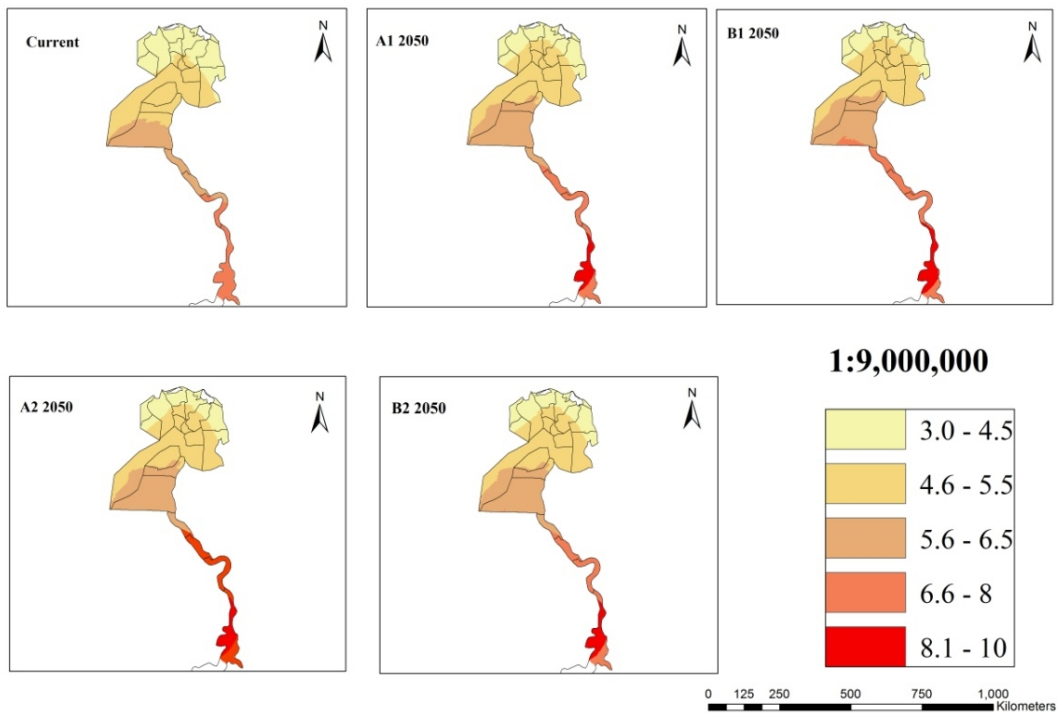 Current
N
A1 2050
N
B1 2050
N
A2 2050
N
B2 2050
N
1:9,000,000
3.0 - 4.5
4.6 - 5.5
5.6 - 6.5
6.6 - 8
8.1 - 10
0 125 250 500 750 1,000
Kilometers